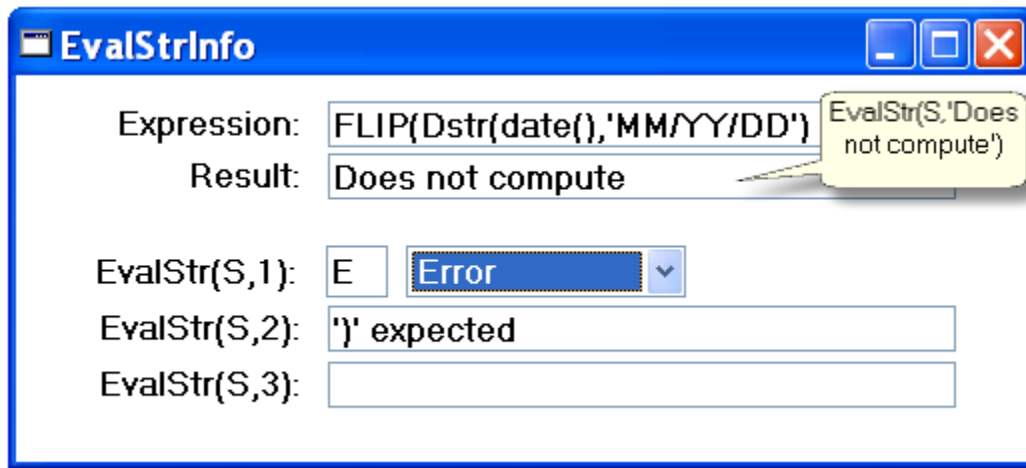 EvalStrInfo
Expression: FLIP(Dstr(date(),'MM/YY/DD')
EvalStr(S,'Does
not compute')
Result: Does not compute
EvalStr(S,1): E Error
EvalStr(S,2): ')' expected
EvalStr(S,3):